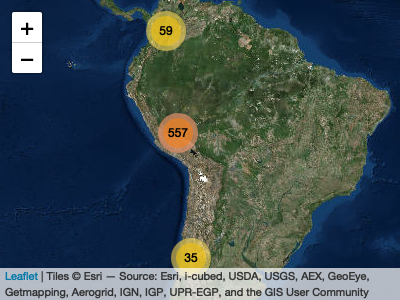 59
+
−
557
35
Leaflet | Tiles © Esri — Source: Esri, i-cubed, USDA, USGS, AEX, GeoEye,
Getmapping, Aerogrid, IGN, IGP, UPR-EGP, and the GIS User Community